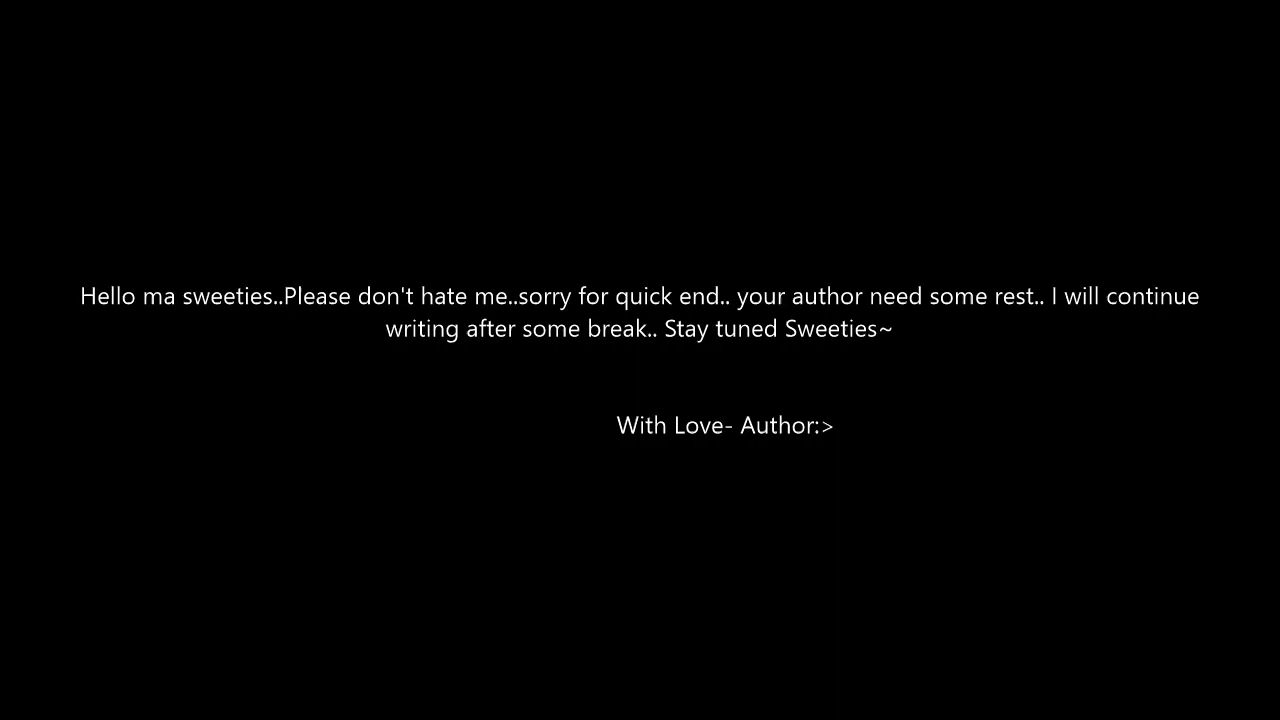 Hello ma sweeties..Please don't hate me..sorry for quick end.. your author need some rest.. I will continue
writing after some break.. Stay tuned Sweeties~
With Love- Author:>